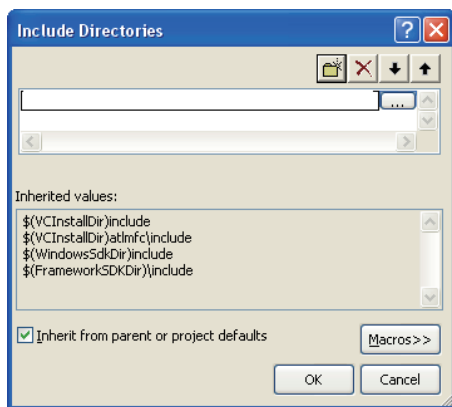 Include Directories
...
Inherited values:
$(VCInstallDir)include
$(VCInstallDir)atlmfc\include
$(WindowsSdkDir)include
$(FrameworkSDKDir)\include
Inherit from parent or project defaults
Macros>>
OK
Cancel